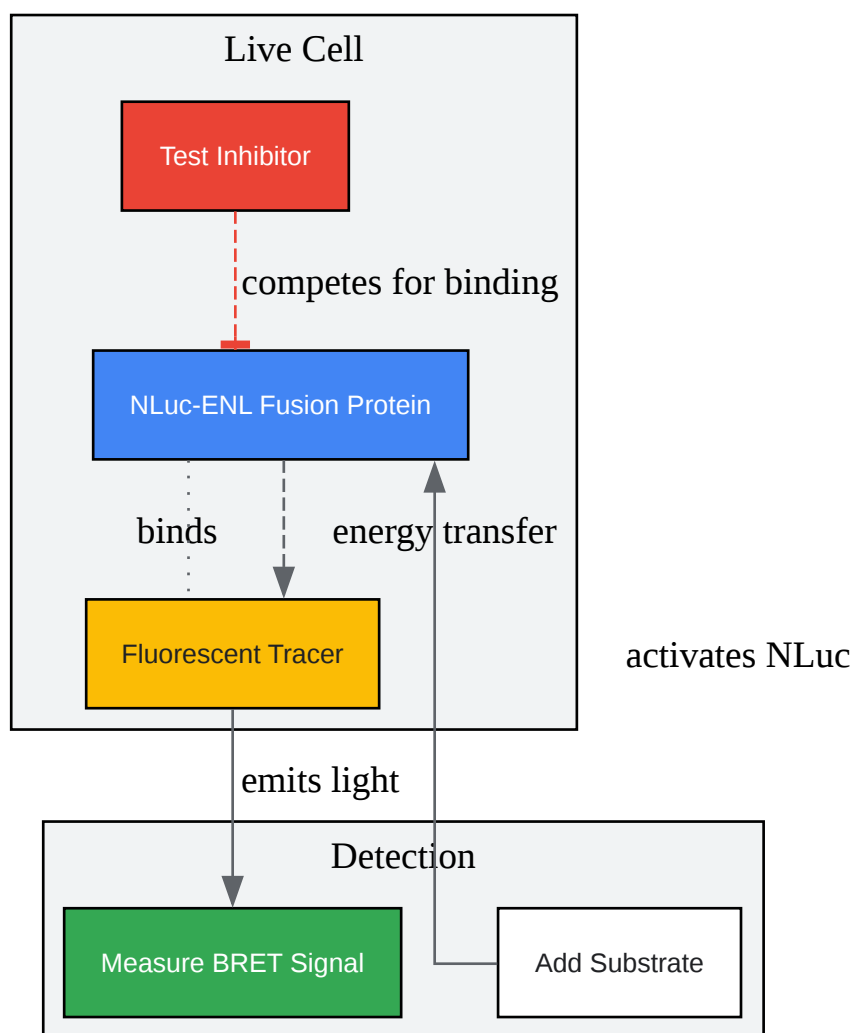 Live Cell
Test Inhibitor
competes for binding
NLuc-ENL Fusion Protein
binds
energy transfer
Fluorescent Tracer
activates NLuc
emits light
Detection
Measure BRET Signal
Add Substrate